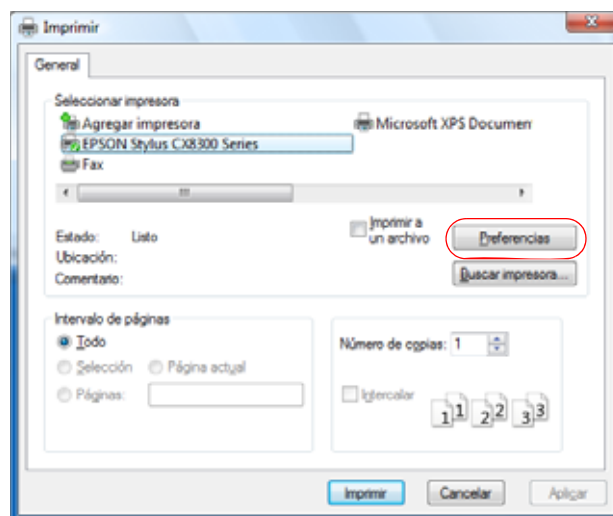 Imprimir
General
Seleccionar impresora
Agregar impresora
Microsoft XPS Documen
EPSON Stylus CX8300 Series
Fax
Estado: Listo
Imprimir a un archivo
Preferencias
Ubicación:
Comentario:
Buscar impresora...
Intervalo de páginas
Todo
Selección
Página actual
Páginas:
Número de copias: 1
Intercalar
1 1 2 2 3 3
Imprimir
Cancelar
Aplicar